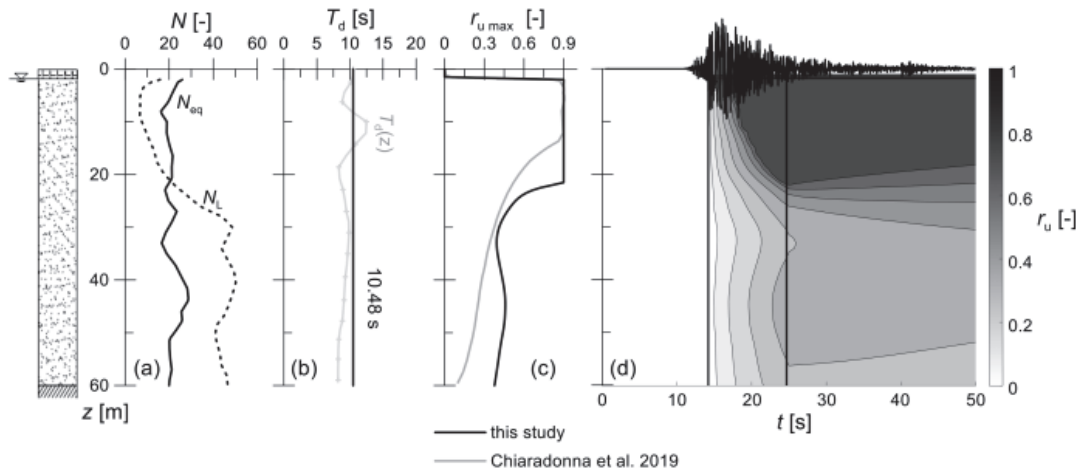 N [-]
0 20 40 60
T_d [s]
0 5 10 15 20
r_u max [-]
0 0.3 0.6 0.9
0
20
40
60
z [m]
N_eq
N_L
(a)
T_d(z)
10.48 s
(b)
(c)
(d)
0 10 20 30 40 50
t [s]
1
0.8
0.6
0.4
0.2
0
r_u [-]
this study
Chiaradonna et al. 2019